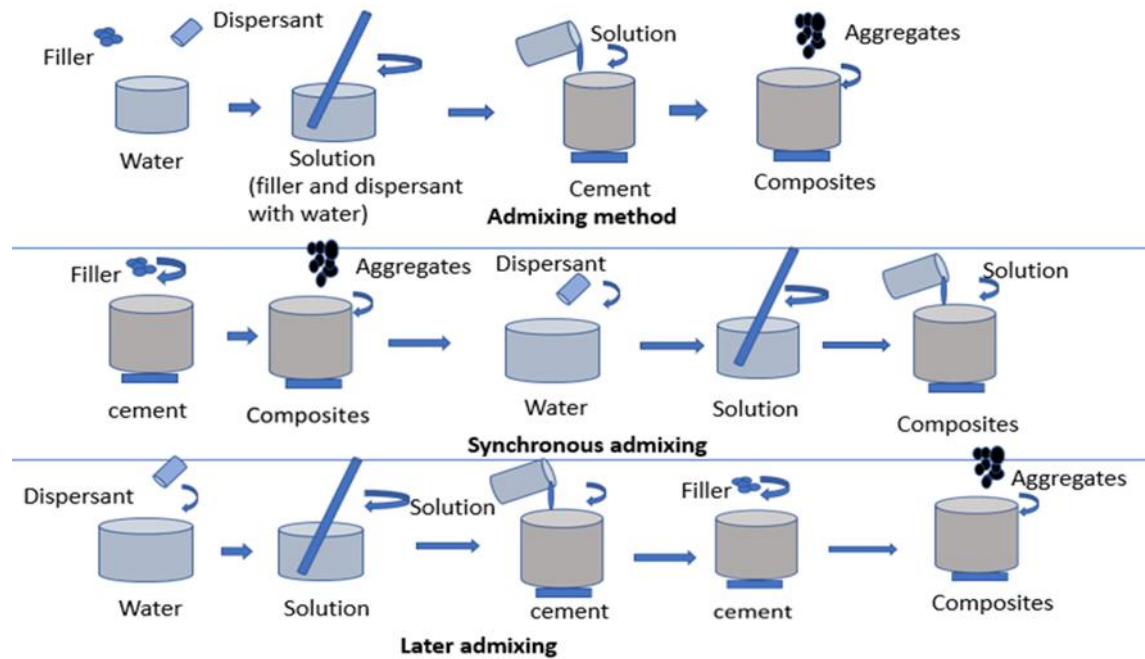 Dispersant
Filler
Solution
Aggregates
Water
Solution
(filler and dispersant
with water)
Cement
Composites
Admixing method
Filler
Aggregates
Dispersant
Solution
cement
Composites
Water
Solution
Composites
Synchronous admixing
Dispersant
Solution
Filler
Aggregates
Water
Solution
cement
cement
Composites
Later admixing